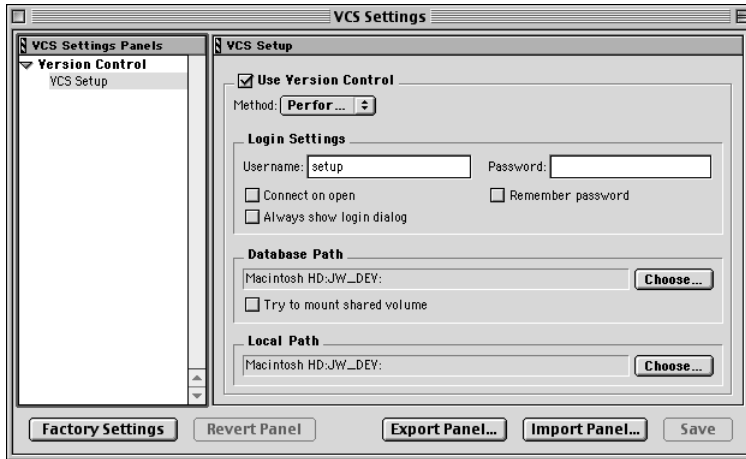 VCS Settings
VCS Settings Panels
Version Control
VCS Setup
VCS Setup
Use Version Control
Method: Perfor...
Login Settings
Username: setup
Password:
Connect on open
Remember password
Always show login dialog
Database Path
Macintosh HD:JW_DEV:
Choose...
Try to mount shared volume
Local Path
Macintosh HD:JW_DEV:
Choose...
Factory Settings
Revert Panel
Export Panel...
Import Panel...
Save